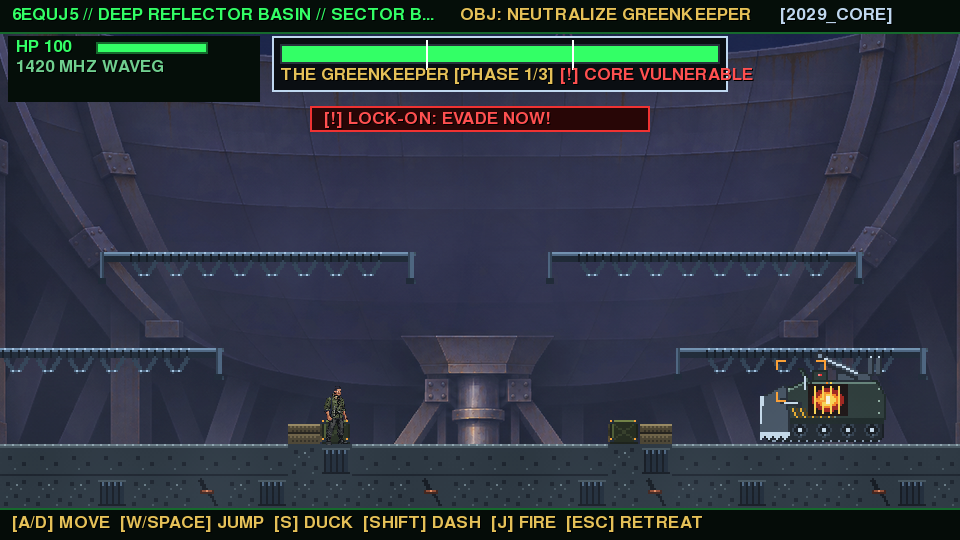 6EQUJ5 // DEEP REFLECTOR BASIN // SECTOR B... OBJ: NEUTRALIZE GREENKEEPER [2029_CORE]
HP 100
1420 MHZ WAVEG
THE GREENKEEPER [PHASE 1/3] [!] CORE VULNERABLE
[!] LOCK-ON: EVADE NOW!
[A/D] MOVE [W/SPACE] JUMP [S] DUCK [SHIFT] DASH [J] FIRE [ESC] RETREAT